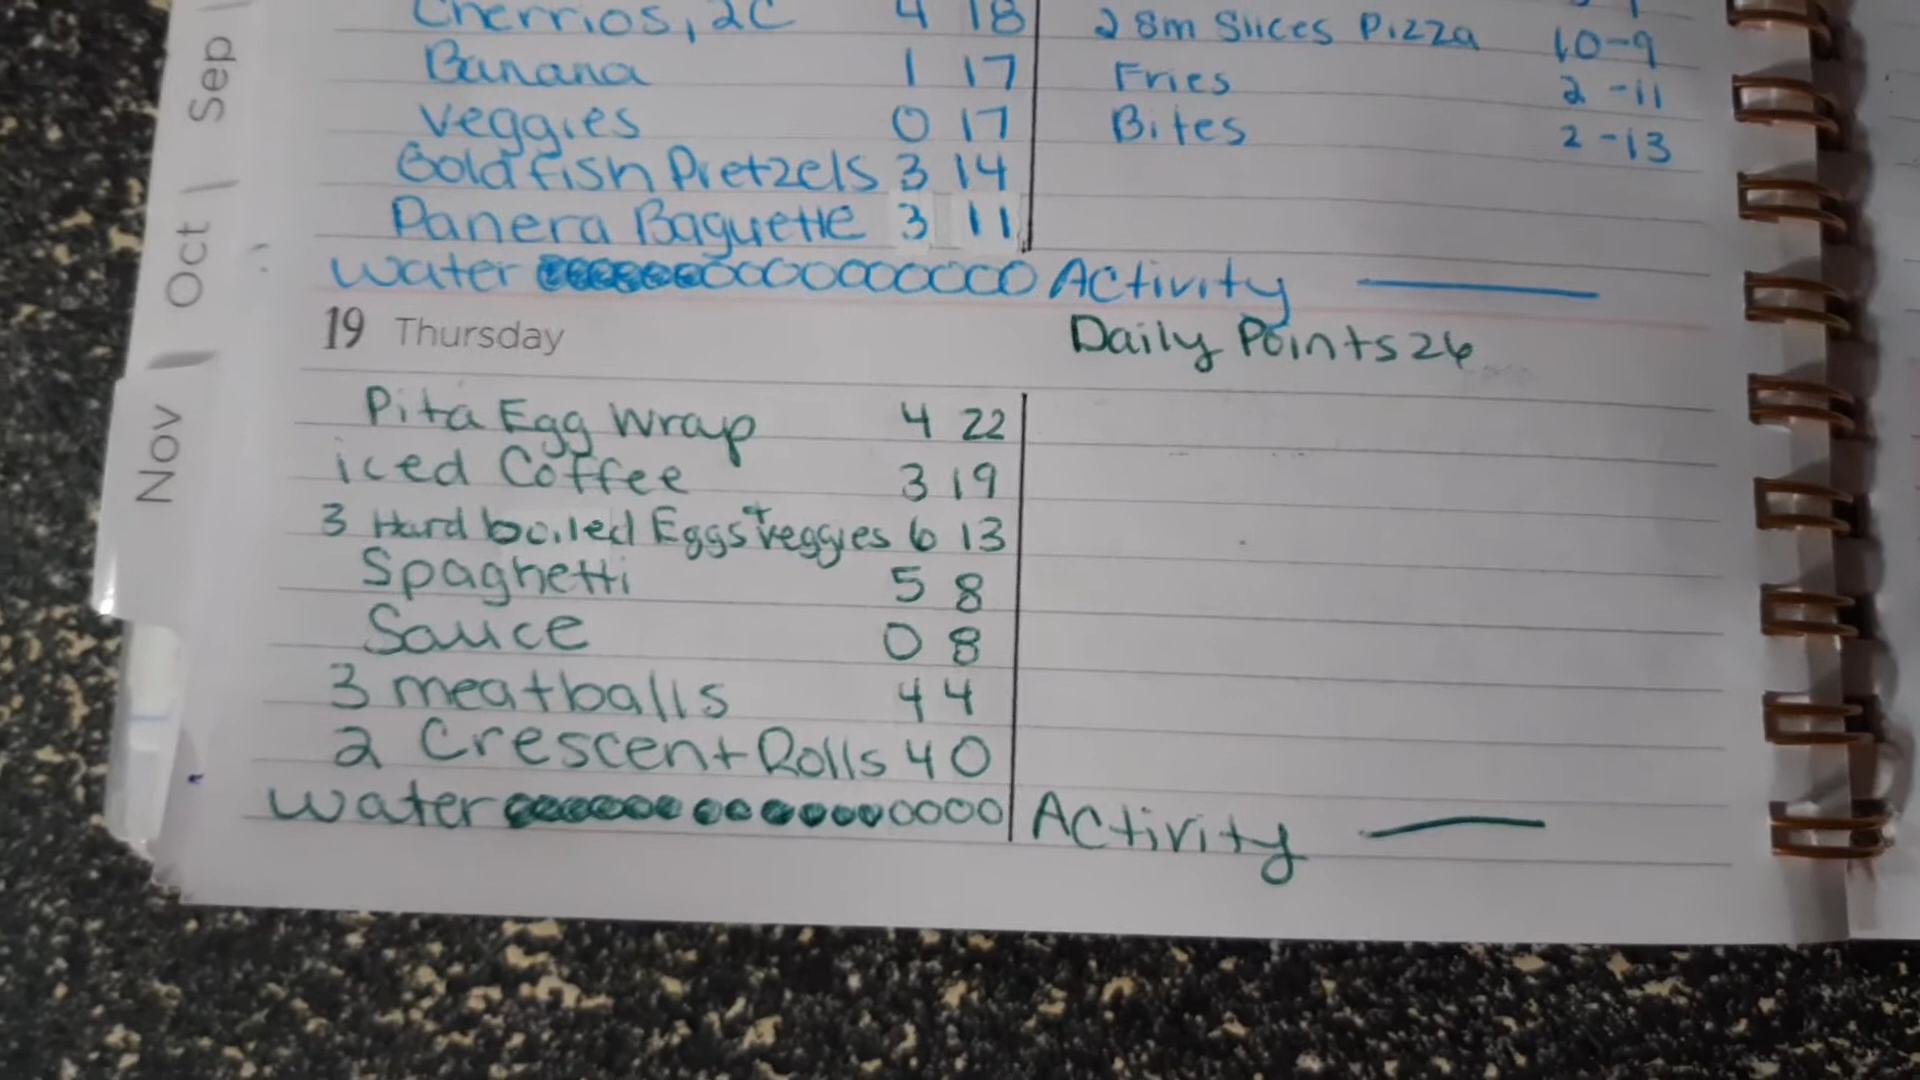 Sep
Oct
Nov
Cherrios, 2C 4 18
Banana 1 17
Veggies 0 17
Goldfish Pretzels 3 14
Panera Baguette 3 11
2 Sm Slices Pizza 10 -9
Fries 2 -11
Bites 2 -13
Water Activity
19 Thursday Daily Points 26
Pita Egg Wrap 4 22
iced Coffee 3 19
3 Hard boiled Eggs + veggies 6 13
Spaghetti 5 8
Sauce 0 8
3 meatballs 4 4
2 Crescent Rolls 4 0
Water Activity